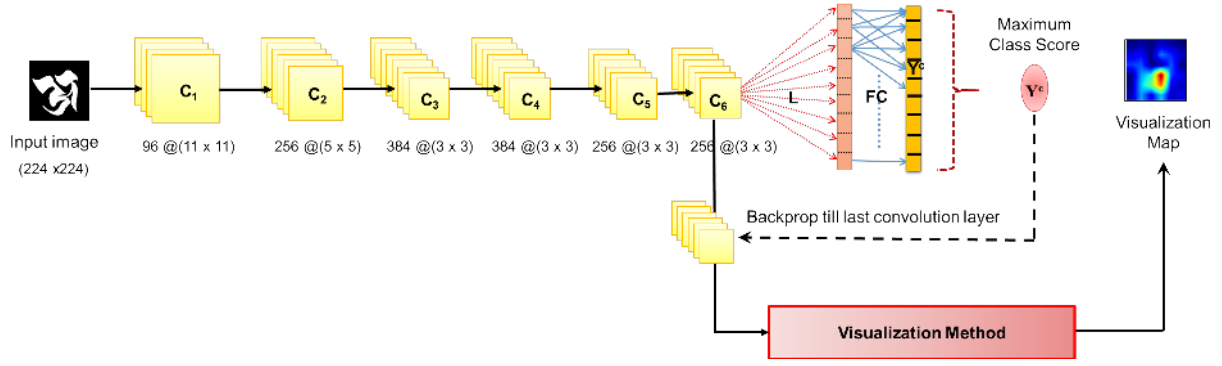 Input image
(224 x224)
C1
96 @(11 x 11)
C2
256 @(5 x 5)
C3
384 @(3 x 3)
C4
384 @(3 x 3)
C5
256 @(3 x 3)
C6
256 @(3 x 3)
L
FC
Yc
Maximum
Class Score
Yc
Visualization
Map
Backprop till last convolution layer
Visualization Method